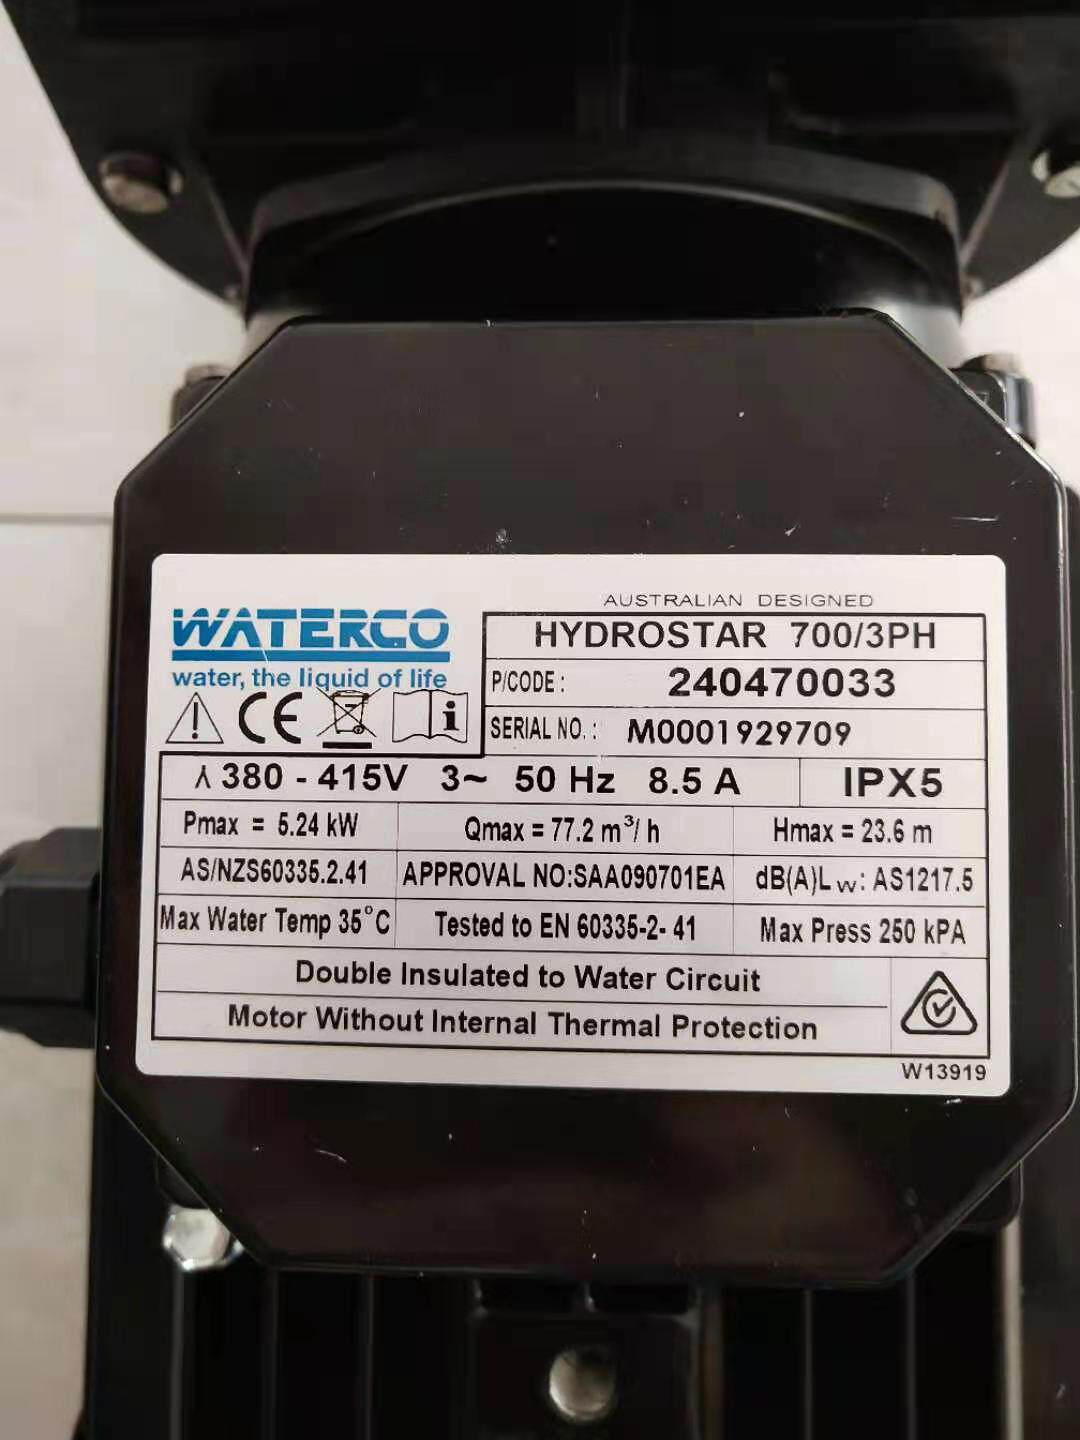 AUSTRALIAN DESIGNED
WATERCO
water, the liquid of life
HYDROSTAR 700/3PH
P/CODE: 240470033
SERIAL NO.: M0001929709
CE
i
⅄ 380 - 415V 3~ 50 Hz 8.5 A IPX5
Pmax = 5.24 kW Qmax = 77.2 m³/ h Hmax = 23.6 m
AS/NZS60335.2.41 APPROVAL NO:SAA090701EA dB(A)Lw: AS1217.5
Max Water Temp 35°C Tested to EN 60335-2- 41 Max Press 250 kPA
Double Insulated to Water Circuit
Motor Without Internal Thermal Protection
W13919